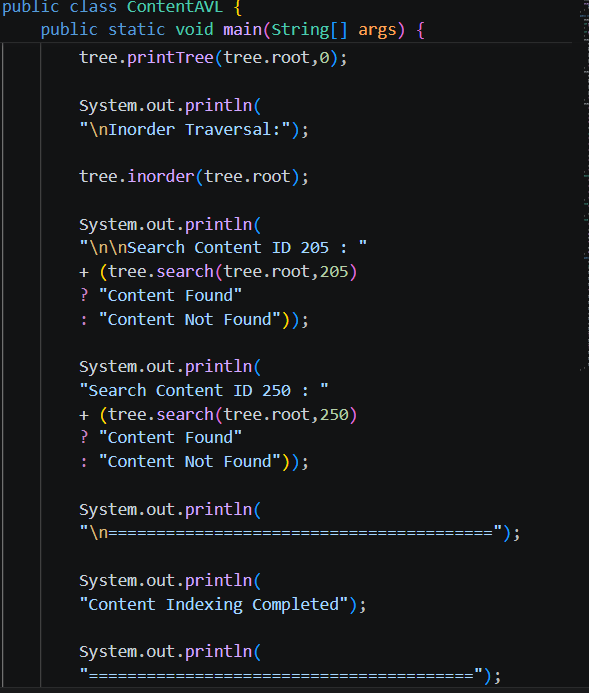 public class ContentAVL {
    public static void main(String[] args) {
        tree.printTree(tree.root,0);

        System.out.println(
        "\nInorder Traversal:");

        tree.inorder(tree.root);

        System.out.println(
        "\n\nSearch Content ID 205 : "
        + (tree.search(tree.root,205)
        ? "Content Found"
        : "Content Not Found"));

        System.out.println(
        "Search Content ID 250 : "
        + (tree.search(tree.root,250)
        ? "Content Found"
        : "Content Not Found"));

        System.out.println(
        "\n========================================");

        System.out.println(
        "Content Indexing Completed");

        System.out.println(
        "========================================");